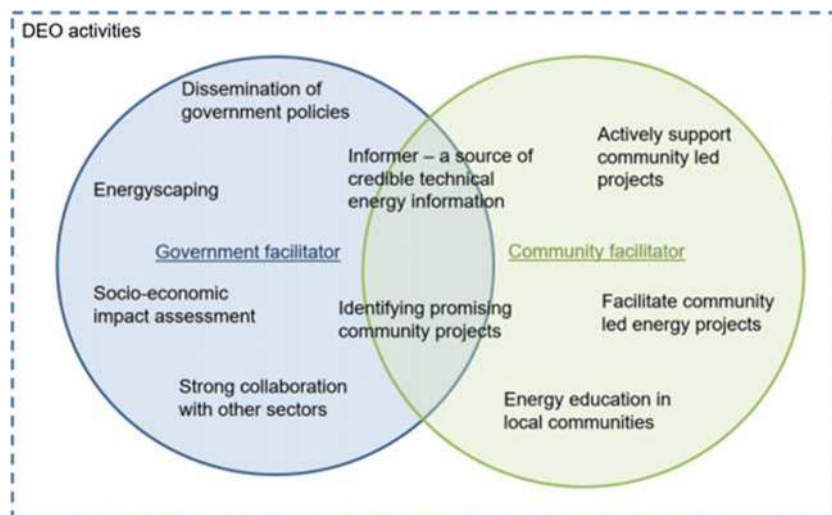 DEO activities
Dissemination of
government policies
Informer – a source of
credible technical
energy information
Actively support
community led
projects
Energyscaping
Government facilitator
Community facilitator
Socio-economic
impact assessment
Identifying promising
community projects
Facilitate community
led energy projects
Strong collaboration
with other sectors
Energy education in
local communities